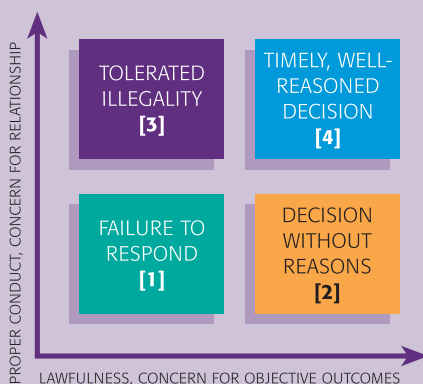 PROPER CONDUCT, CONCERN FOR RELATIONSHIP
TOLERATED
ILLEGALITY
[3]
TIMELY, WELL-
REASONED
DECISION
[4]
FAILURE TO
RESPOND
[1]
DECISION
WITHOUT
REASONS
[2]
LAWFULNESS, CONCERN FOR OBJECTIVE OUTCOMES